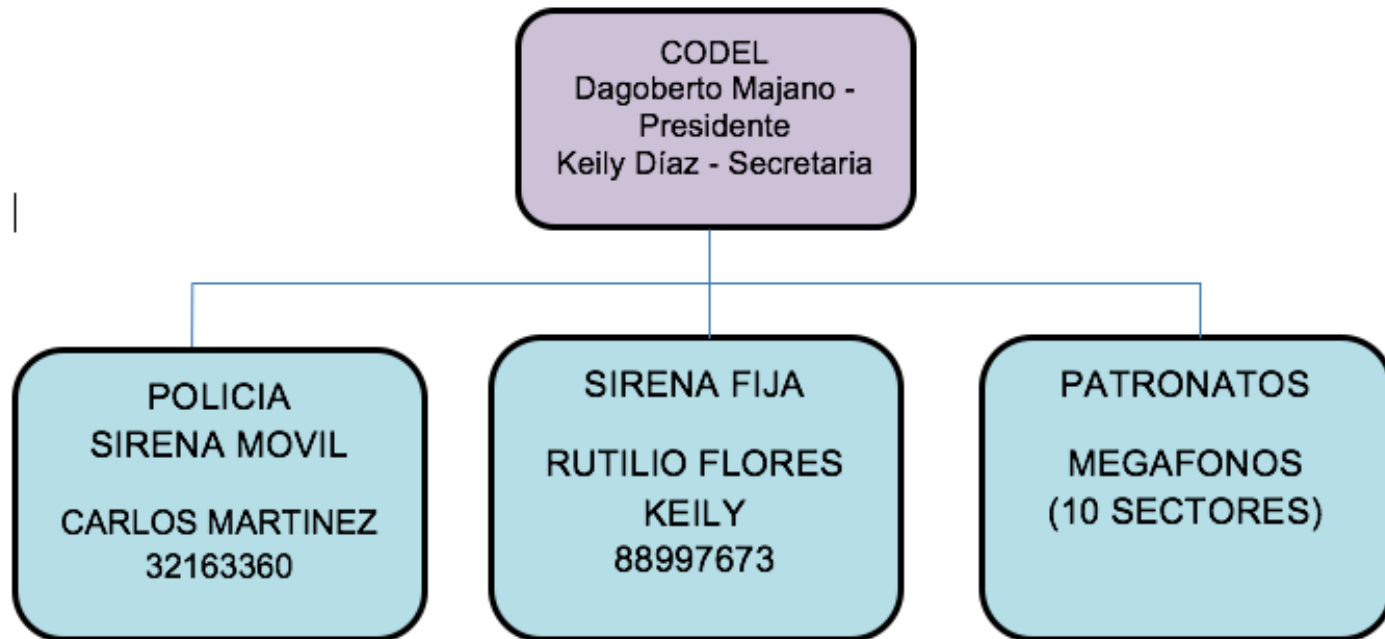 CODEL
Dagoberto Majano -
Presidente
Keily Díaz - Secretaria
POLICIA
SIRENA MOVIL
CARLOS MARTINEZ
32163360
SIRENA FIJA
RUTILIO FLORES
KEILY
88997673
PATRONATOS
MEGAFONOS
(10 SECTORES)